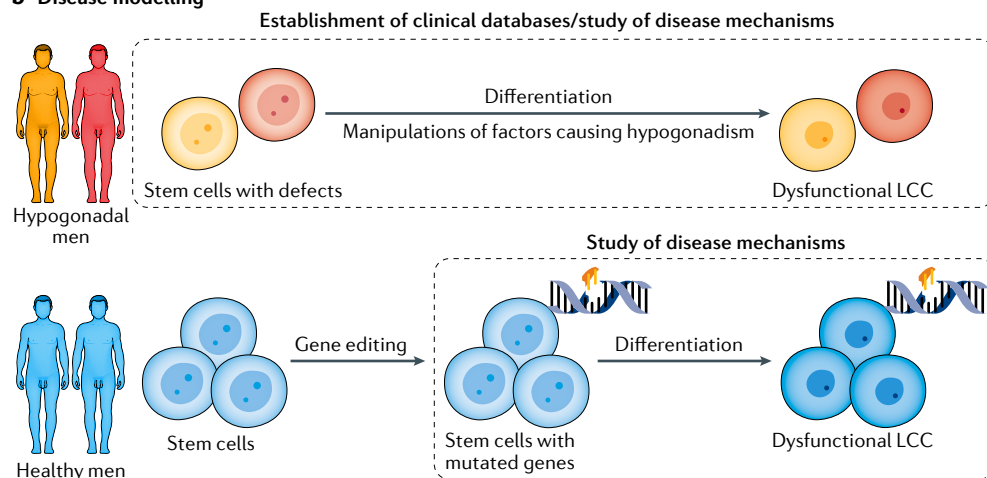 b Disease modelling
Establishment of clinical databases/study of disease mechanisms
Differentiation
Manipulations of factors causing hypogonadism
Stem cells with defects
Dysfunctional LCC
Hypogonadal
men
Study of disease mechanisms
Gene editing
Differentiation
Stem cells
Stem cells with
mutated genes
Dysfunctional LCC
Healthy men